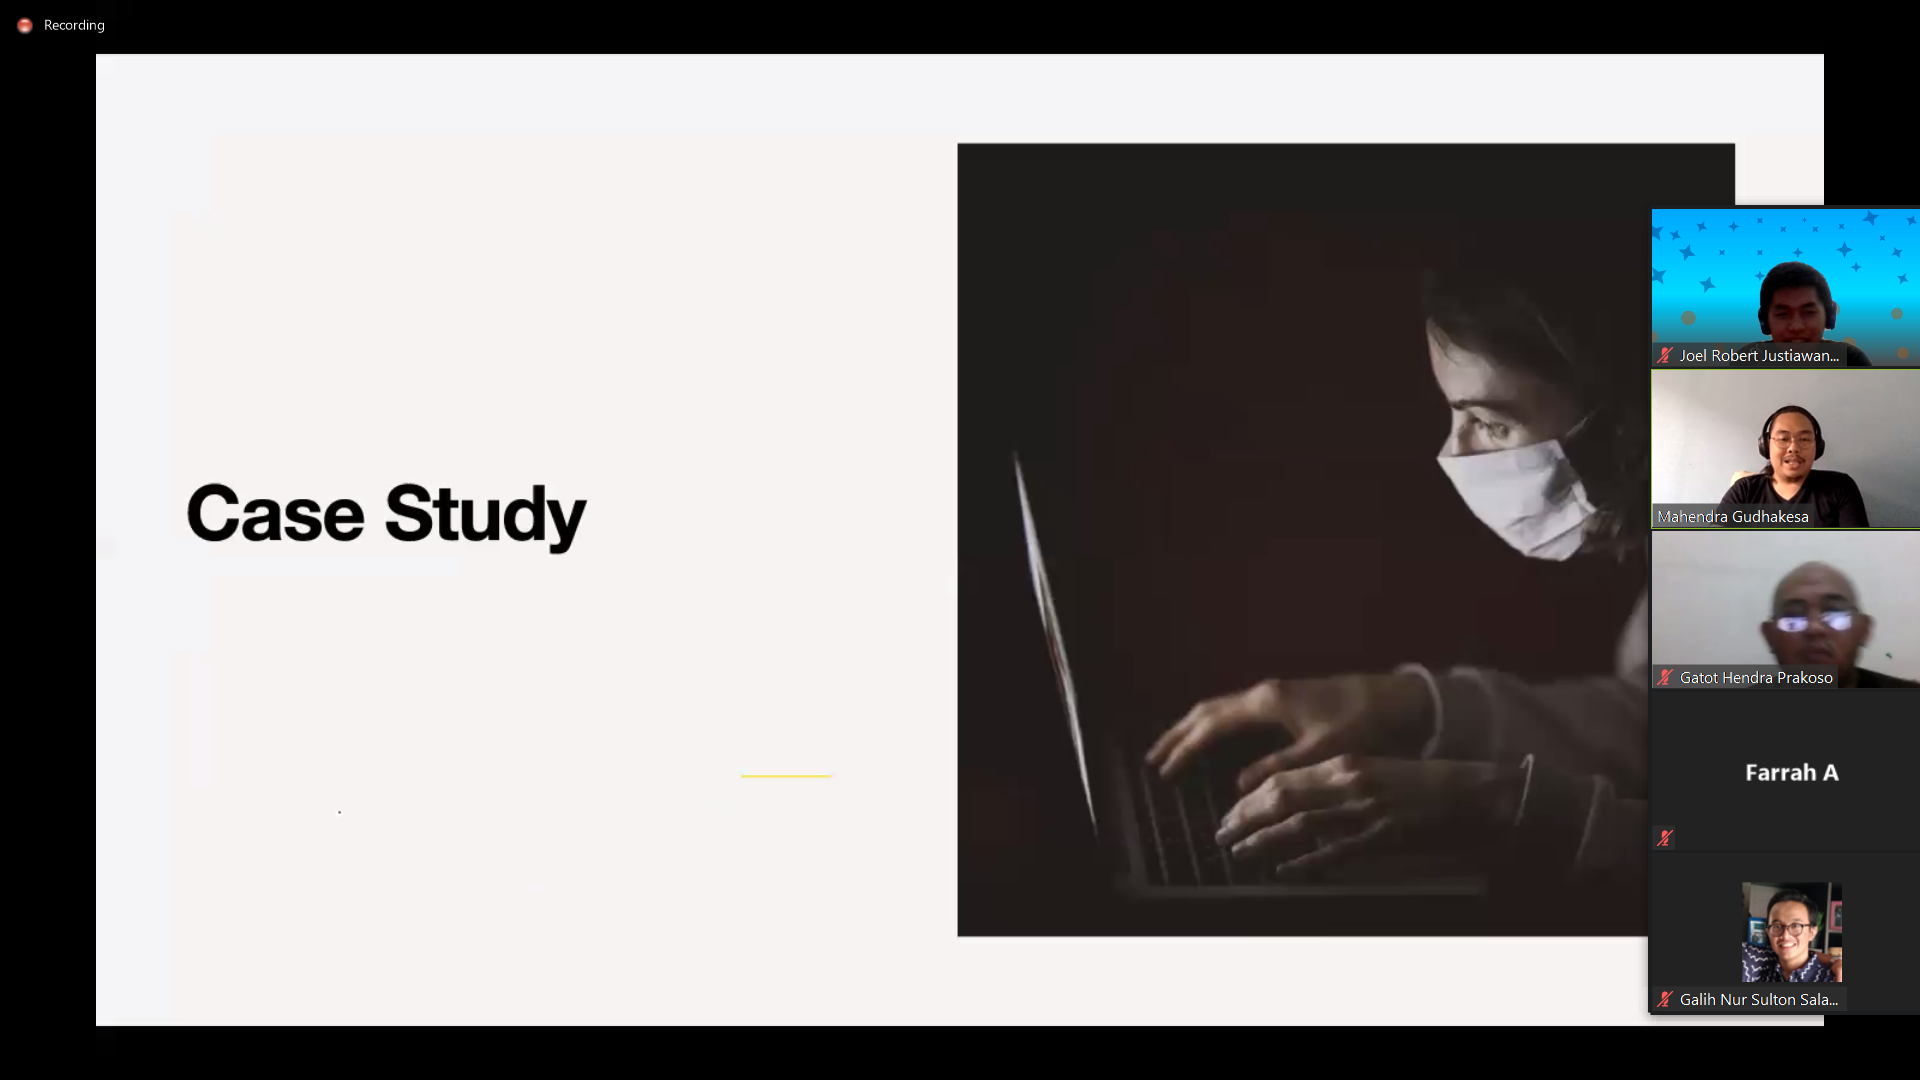 Recording
Case Study
Joel Robert Justiawan...
Mahendra Gudhakesa
Gatot Hendra Prakoso
Farrah A
Galih Nur Sulton Sala...